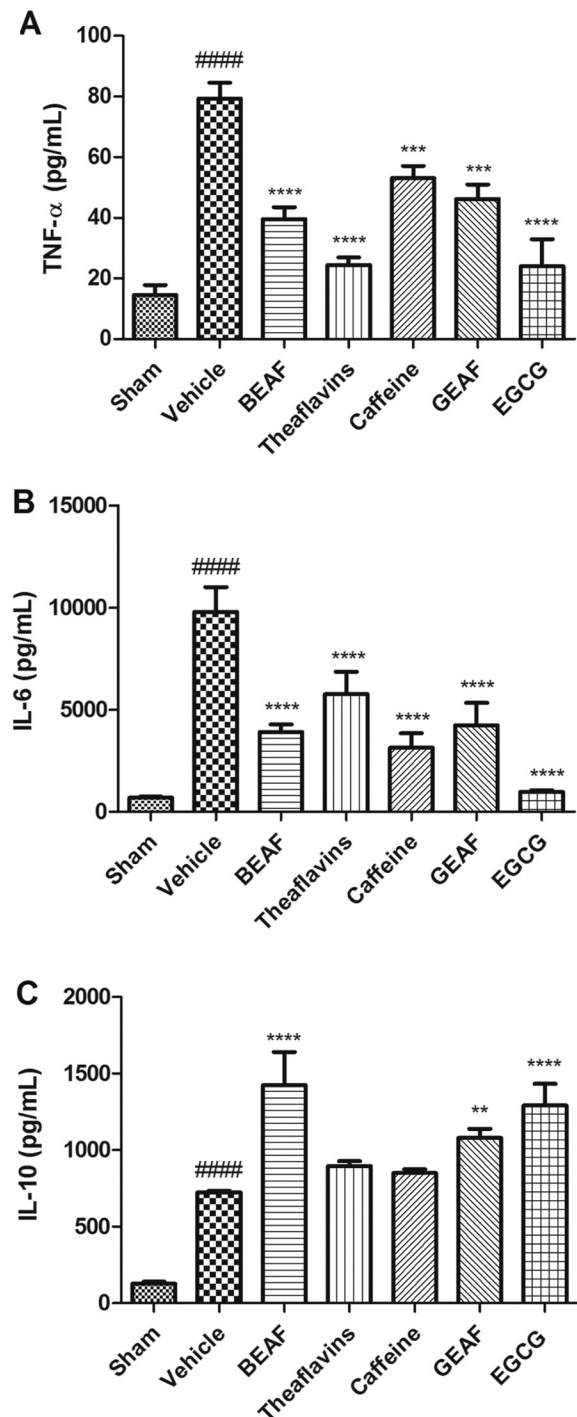 A
TNF-α (pg/mL)
100
80
60
40
20
0
####
****
****
***
***
****
Sham
Vehicle
BEAF
Theaflavins
Caffeine
GEAF
EGCG
B
IL-6 (pg/mL)
15000
10000
5000
0
####
****
****
****
****
****
Sham
Vehicle
BEAF
Theaflavins
Caffeine
GEAF
EGCG
C
IL-10 (pg/mL)
2000
1500
1000
500
0
####
****
**
****
Sham
Vehicle
BEAF
Theaflavins
Caffeine
GEAF
EGCG